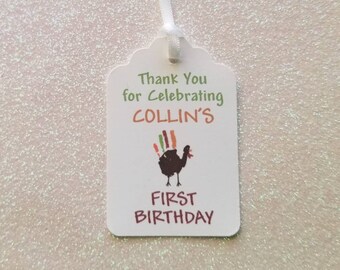 Thank You
for Celebrating
COLLIN'S
FIRST
BIRTHDAY